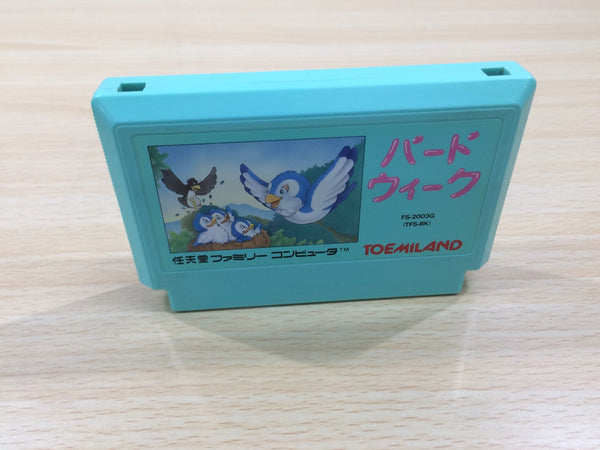 バード
ウィーク
FS-2003G
(TFS-BK)
任天堂 ファミリー コンピュータ™
TOEMILAND